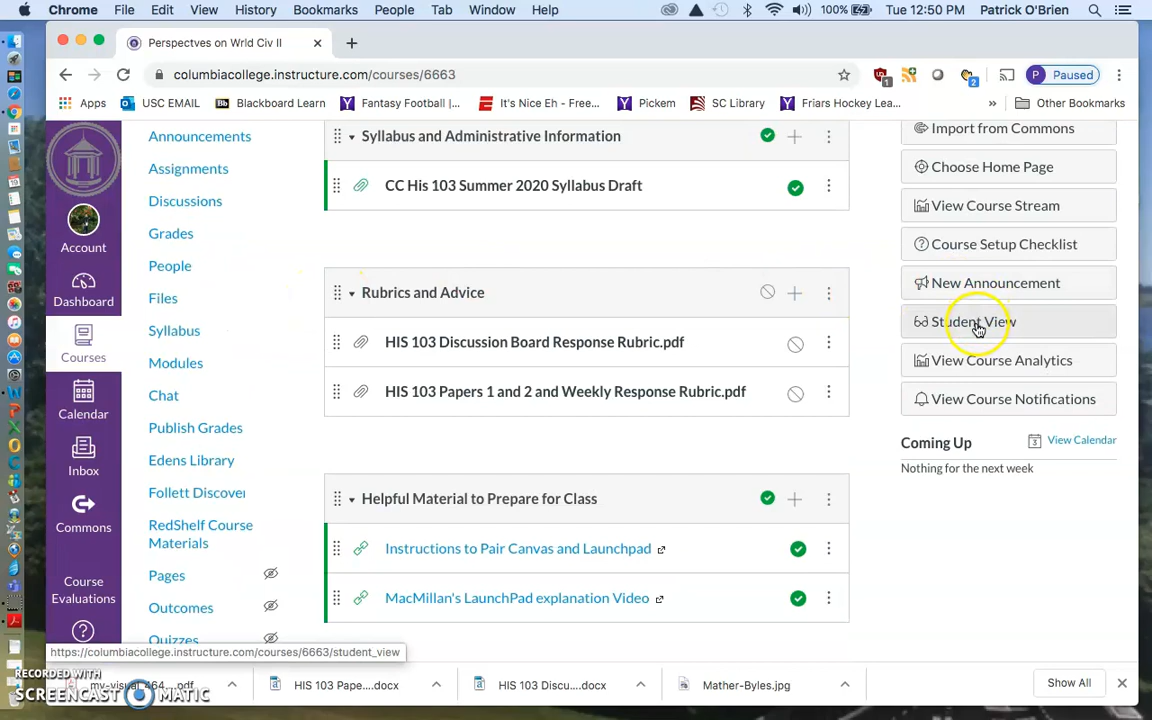 Chrome File Edit View History Bookmarks People Tab Window Help 100% Tue 12:50 PM Patrick O'Brien
Perspectves on Wrld Civ II
columbiacollege.instructure.com/courses/6663 1 2 P Paused
Apps USC EMAIL Bb Blackboard Learn Fantasy Football |... It's Nice Eh - Free... Pickem SC Library Friars Hockey Lea... » Other Bookmarks
Announcements
Assignments
Discussions
Grades
People
Files
Syllabus
Modules
Chat
Publish Grades
Edens Library
Follett Discover
RedShelf Course
Materials
Pages
Outcomes
Quizzes
Account
Dashboard
Courses
Calendar
Inbox
Commons
Course
Evaluations
Syllabus and Administrative Information
CC His 103 Summer 2020 Syllabus Draft
Rubrics and Advice
HIS 103 Discussion Board Response Rubric.pdf
HIS 103 Papers 1 and 2 and Weekly Response Rubric.pdf
Helpful Material to Prepare for Class
Instructions to Pair Canvas and Launchpad
MacMillan's LaunchPad explanation Video
Import from Commons
Choose Home Page
View Course Stream
Course Setup Checklist
New Announcement
Student View
View Course Analytics
View Course Notifications
Coming Up View Calendar
Nothing for the next week
https://columbiacollege.instructure.com/courses/6663/student_view
RECORDED WITH
SCREENCAST MATIC
HIS 103 Pape....docx HIS 103 Discu....docx Mather-Byles.jpg Show All